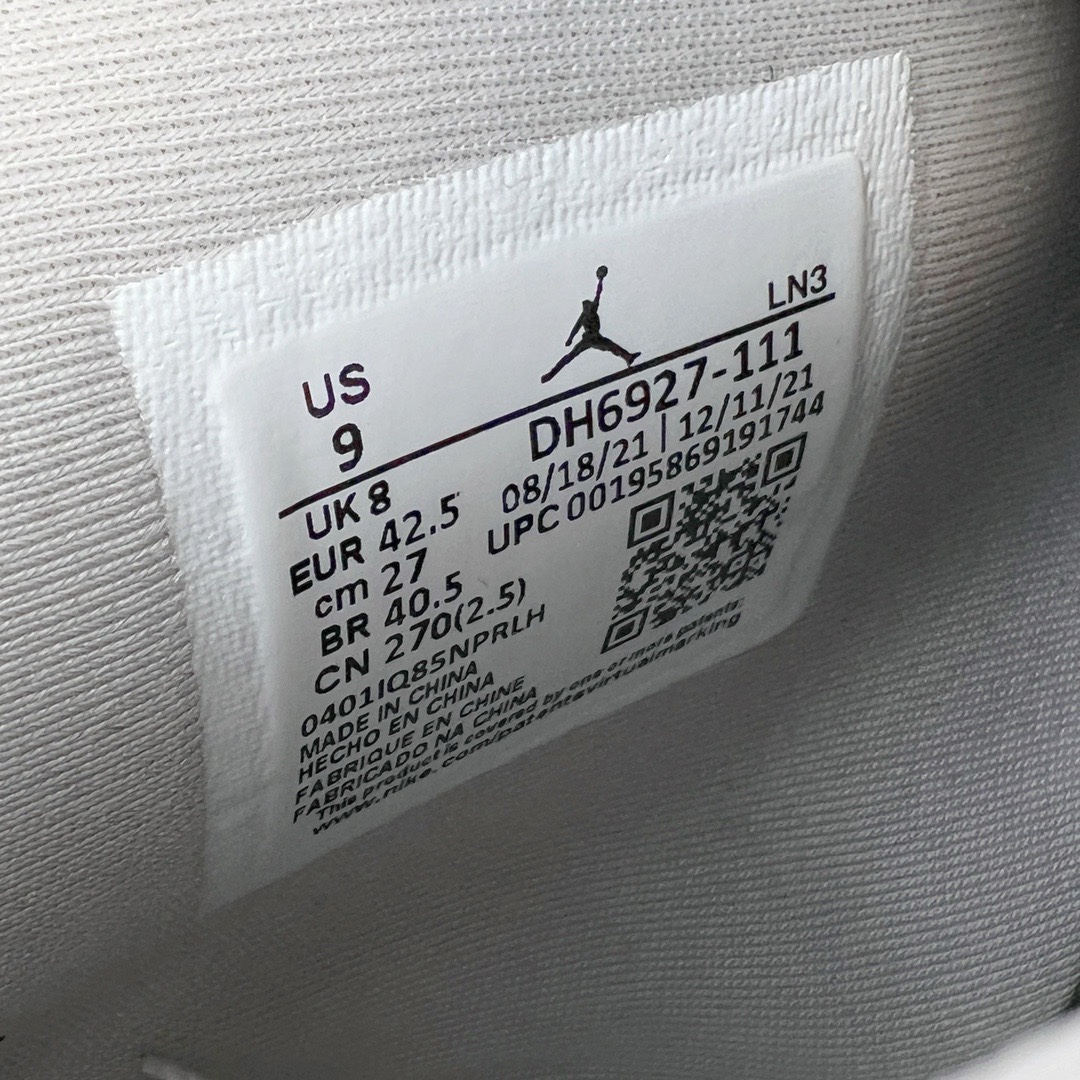 LN3
US
9
DH6927-111
08/18/21 | 12/11/21
UPC 00195869191744
UK 8
EUR 42.5
cm 27
BR 40.5
CN 270(2.5)
0401IQ85NPRLH
MADE IN CHINA
HECHO EN CHINA
FABRIQUE EN CHINE
FABRICADO NA CHINA
This product is covered by one or more patents:
www.nike.com/patentsvirtualmarking